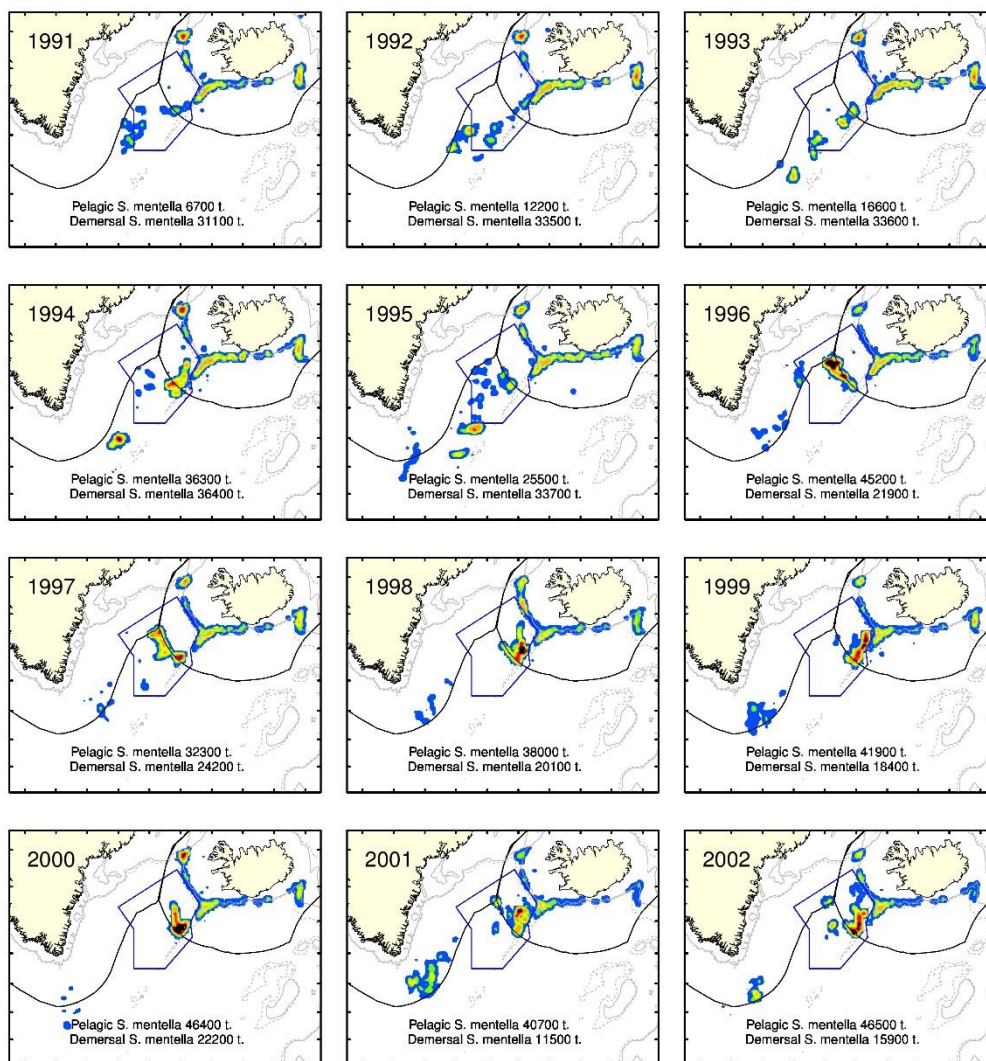 1991
Pelagic S. mentella 6700 t.
Demersal S. mentella 31100 t.
1992
Pelagic S. mentella 12200 t.
Demersal S. mentella 33500 t.
1993
Pelagic S. mentella 16600 t.
Demersal S. mentella 33600 t.
1994
Pelagic S. mentella 36300 t.
Demersal S. mentella 36400 t.
1995
Pelagic S. mentella 25500 t.
Demersal S. mentella 33700 t.
1996
Pelagic S. mentella 45200 t.
Demersal S. mentella 21900 t.
1997
Pelagic S. mentella 32300 t.
Demersal S. mentella 24200 t.
1998
Pelagic S. mentella 38000 t.
Demersal S. mentella 20100 t.
1999
Pelagic S. mentella 41900 t.
Demersal S. mentella 18400 t.
2000
Pelagic S. mentella 46400 t.
Demersal S. mentella 22200 t.
2001
Pelagic S. mentella 40700 t.
Demersal S. mentella 11500 t.
2002
Pelagic S. mentella 46500 t.
Demersal S. mentella 15900 t.